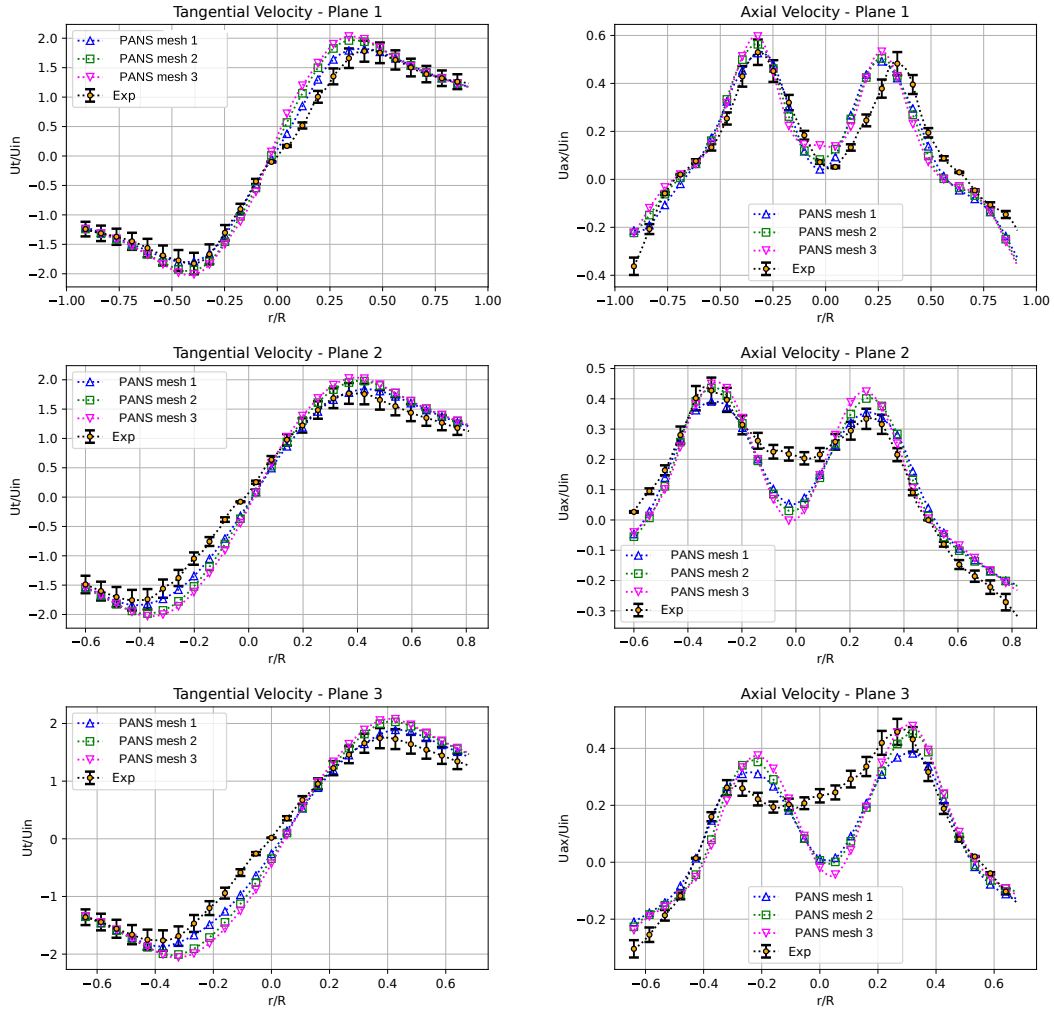 Tangential Velocity - Plane 1
2.0
1.5
1.0
0.5
0.0
−0.5
−1.0
−1.5
−2.0
Ut/Uin
PANS mesh 1
PANS mesh 2
PANS mesh 3
Exp
−1.00 −0.75 −0.50 −0.25 0.00 0.25 0.50 0.75 1.00
r/R
Axial Velocity - Plane 1
0.6
0.4
0.2
0.0
−0.2
−0.4
Uax/Uin
PANS mesh 1
PANS mesh 2
PANS mesh 3
Exp
−1.00 −0.75 −0.50 −0.25 0.00 0.25 0.50 0.75 1.00
r/R
Tangential Velocity - Plane 2
2.0
1.5
1.0
0.5
0.0
−0.5
−1.0
−1.5
−2.0
Ut/Uin
PANS mesh 1
PANS mesh 2
PANS mesh 3
Exp
−0.6 −0.4 −0.2 0.0 0.2 0.4 0.6 0.8
r/R
Axial Velocity - Plane 2
0.5
0.4
0.3
0.2
0.1
0.0
−0.1
−0.2
−0.3
Uax/Uin
PANS mesh 1
PANS mesh 2
PANS mesh 3
Exp
−0.6 −0.4 −0.2 0.0 0.2 0.4 0.6 0.8
r/R
Tangential Velocity - Plane 3
2
1
0
−1
−2
Ut/Uin
PANS mesh 1
PANS mesh 2
PANS mesh 3
Exp
−0.6 −0.4 −0.2 0.0 0.2 0.4 0.6
r/R
Axial Velocity - Plane 3
0.4
0.2
0.0
−0.2
Uax/Uin
PANS mesh 1
PANS mesh 2
PANS mesh 3
Exp
−0.6 −0.4 −0.2 0.0 0.2 0.4 0.6
r/R